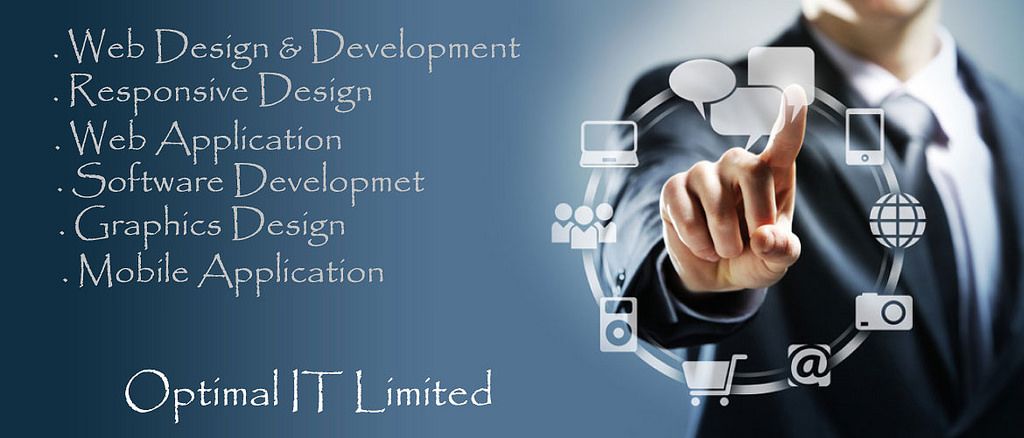 . Web Design & Development
. Responsive Design
. Web Application
. Software Developmet
. Graphics Design
. Mobile Application
Optimal IT Limited
@